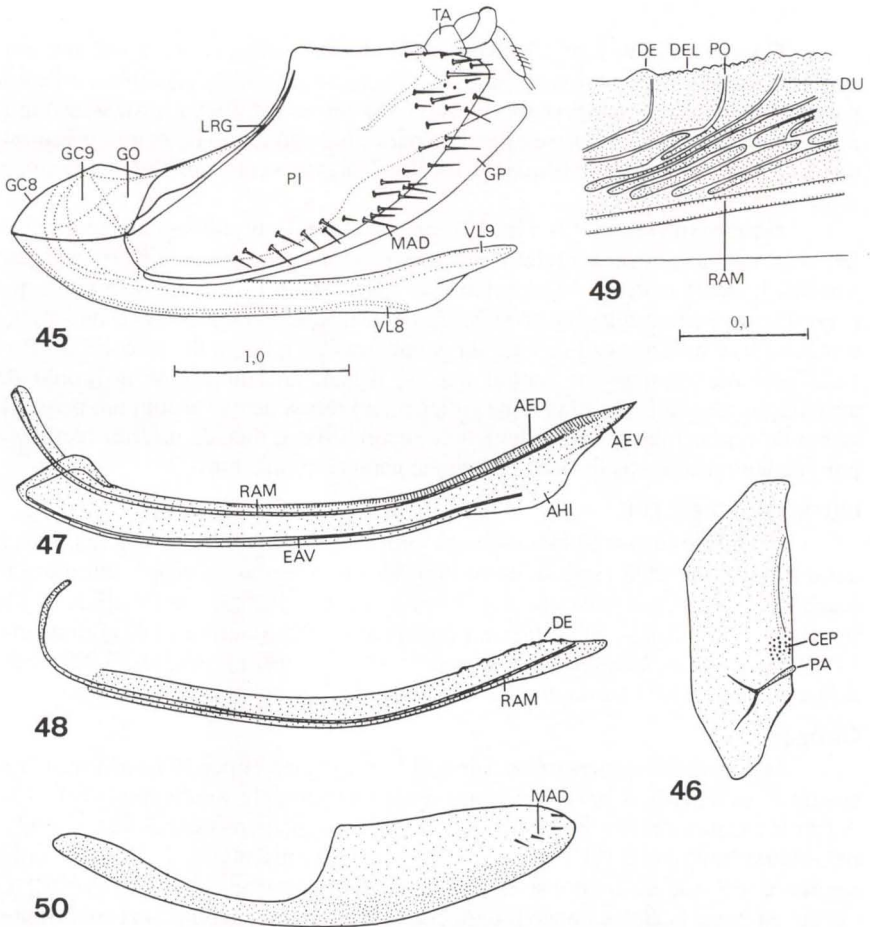 TA
LRG
GC9
GO
GC8
PI
GP
MAD
VL9
VL8
45
1,0
DE DEL PO
DU
RAM
49
0,1
AED
AEV
RAM
AHI
EAV
47
DE
RAM
48
CEP
PA
46
MAD
50